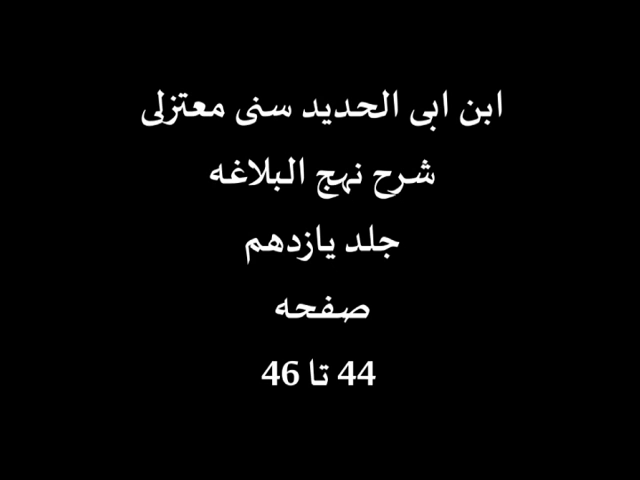 ابن ابی الحدید سنی معتزلی
شرح نهج البلاغه
جلد یازدهم
صفحه
44 تا 46